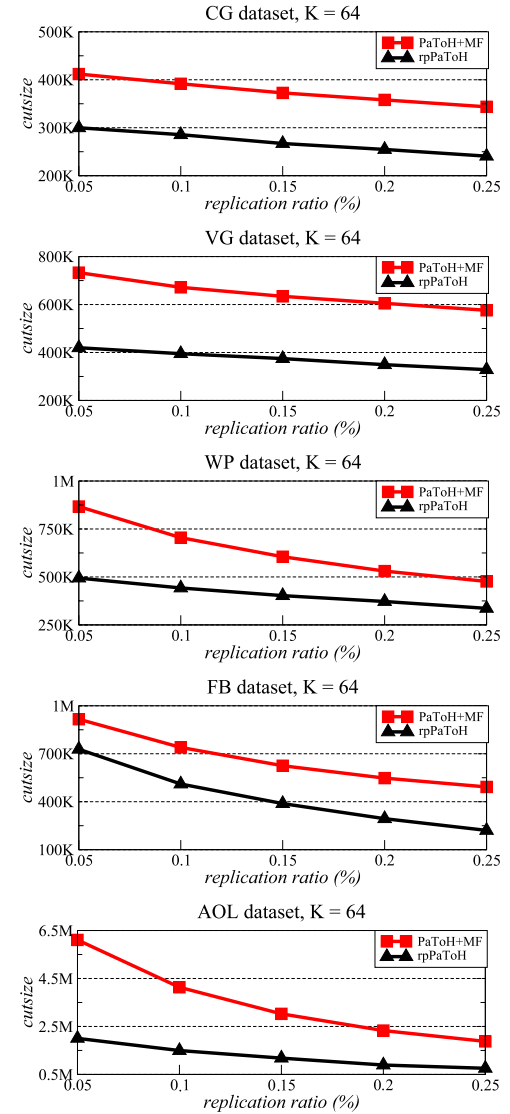 CG dataset, K = 64
500K
PaToH+MF
rpPaToH
400K
cutsize
300K
200K
0.05 0.1 0.15 0.2 0.25
replication ratio (%)
VG dataset, K = 64
800K
PaToH+MF
rpPaToH
600K
cutsize
400K
200K
0.05 0.1 0.15 0.2 0.25
replication ratio (%)
WP dataset, K = 64
1M
PaToH+MF
rpPaToH
750K
cutsize
500K
250K
0.05 0.1 0.15 0.2 0.25
replication ratio (%)
FB dataset, K = 64
1M
PaToH+MF
rpPaToH
700K
cutsize
400K
100K
0.05 0.1 0.15 0.2 0.25
replication ratio (%)
AOL dataset, K = 64
6.5M
PaToH+MF
rpPaToH
4.5M
cutsize
2.5M
0.5M
0.05 0.1 0.15 0.2 0.25
replication ratio (%)